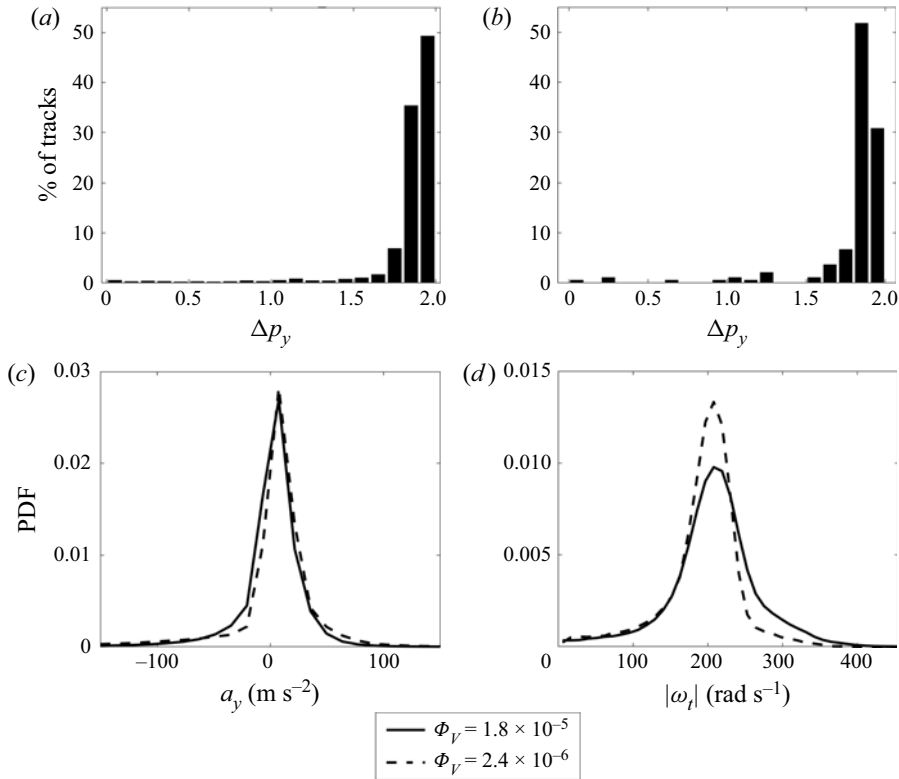 (a)
50
40
30
20
10
0
% of tracks
0 0.5 1.0 1.5 2.0
Δp_y
(b)
50
40
30
20
10
0
0 0.5 1.0 1.5 2.0
Δp_y
(c)
0.03
0.02
0.01
0
PDF
−100 0 100
a_y (m s⁻²)
(d)
0.015
0.010
0.005
0 100 200 300 400
|ω_t| (rad s⁻¹)
Φ_V = 1.8 × 10⁻⁵
Φ_V = 2.4 × 10⁻⁶